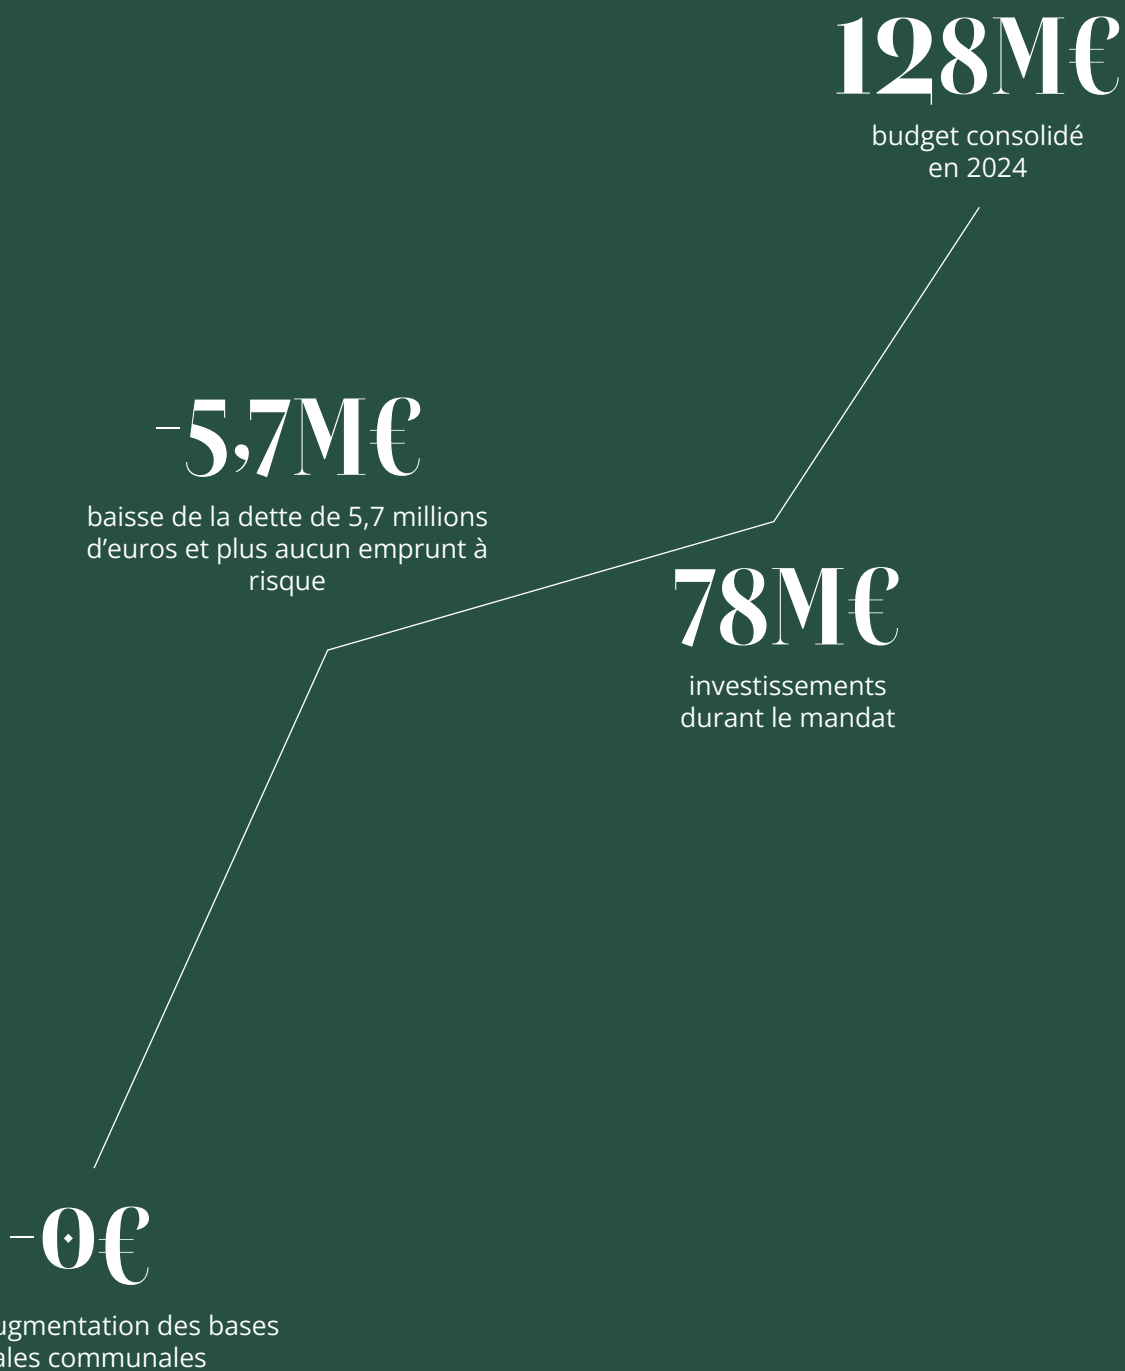 128M€
budget consolidé
en 2024
-5,7M€
baisse de la dette de 5,7 millions
d’euros et plus aucun emprunt à
risque
78M€
investissements
durant le mandat
-0€
ugmentation des bases
ales communales